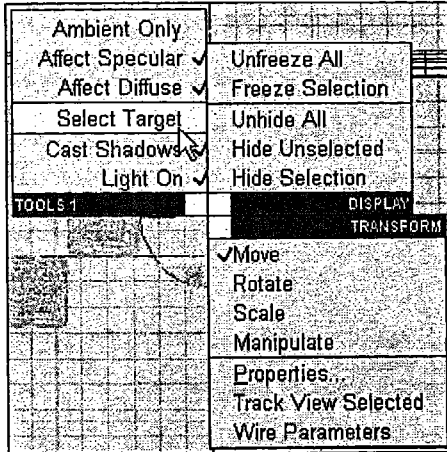 Ambient Only
Affect Specular ✓
Affect Diffuse ✓
Select Target
Cast Shadows ✓
Light On ✓
TOOLS 1
Unfreeze All
Freeze Selection
Unhide All
Hide Unselected
Hide Selection
DISPLAY
TRANSFORM
✓Move
Rotate
Scale
Manipulate
Properties...
Track View Selected
Wire Parameters